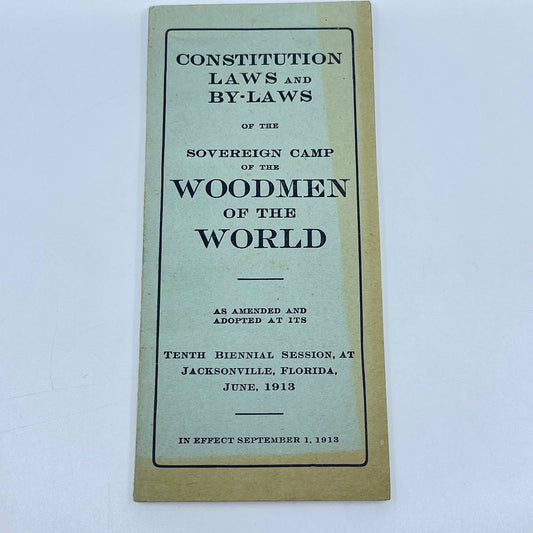 CONSTITUTION
LAWS AND
BY-LAWS
OF THE
SOVEREIGN CAMP
OF THE
WOODMEN
OF THE
WORLD
AS AMENDED AND
ADOPTED AT ITS
TENTH BIENNIAL SESSION, AT
JACKSONVILLE, FLORIDA,
JUNE, 1913
IN EFFECT SEPTEMBER 1, 1913